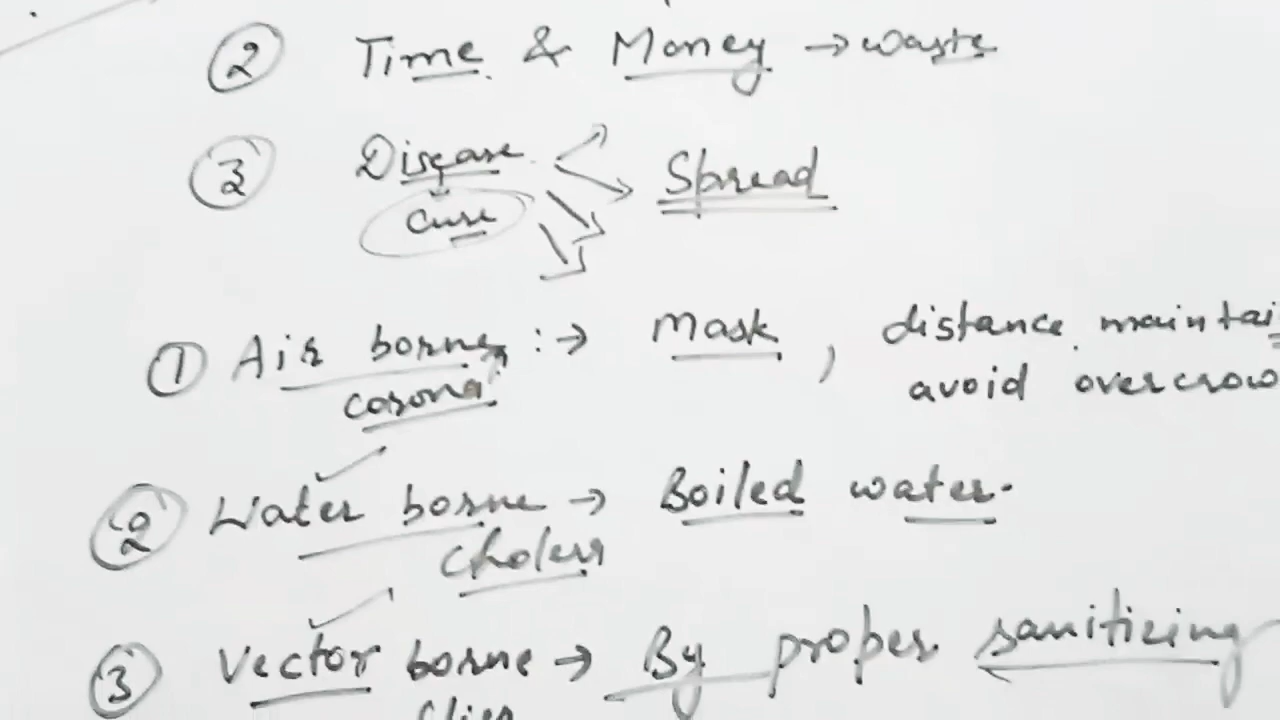 ② Time & Money → waste
③ Disease → Spread
cure
① Air borne :→ Mask, distance maintai
corona avoid overcrow
② Water borne → Boiled water.
cholera
③ Vector borne → By proper sanitizing
flies